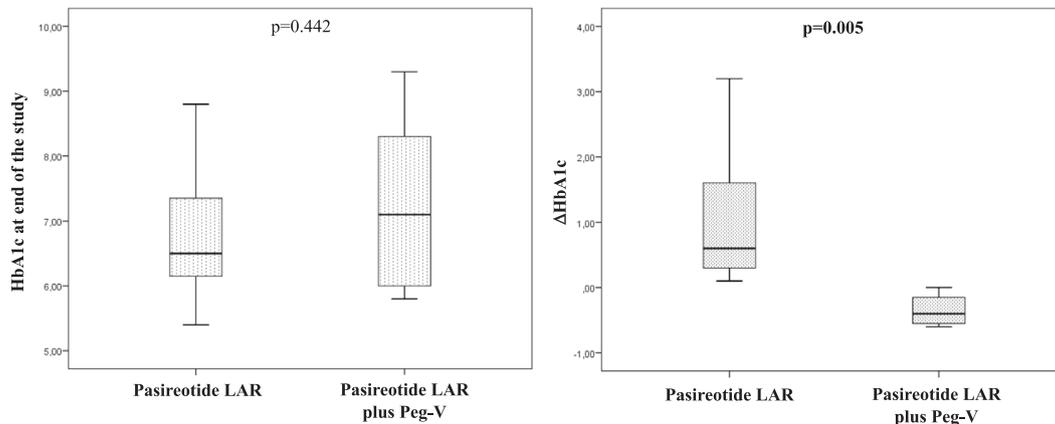 p=0.442
HbA1c at end of the study
10,00
9,00
8,00
7,00
6,00
5,00
Pasireotide LAR
Pasireotide LAR
plus Peg-V
p=0.005
ΔHbA1c
4,00
3,00
2,00
1,00
,00
-1,00
Pasireotide LAR
Pasireotide LAR
plus Peg-V